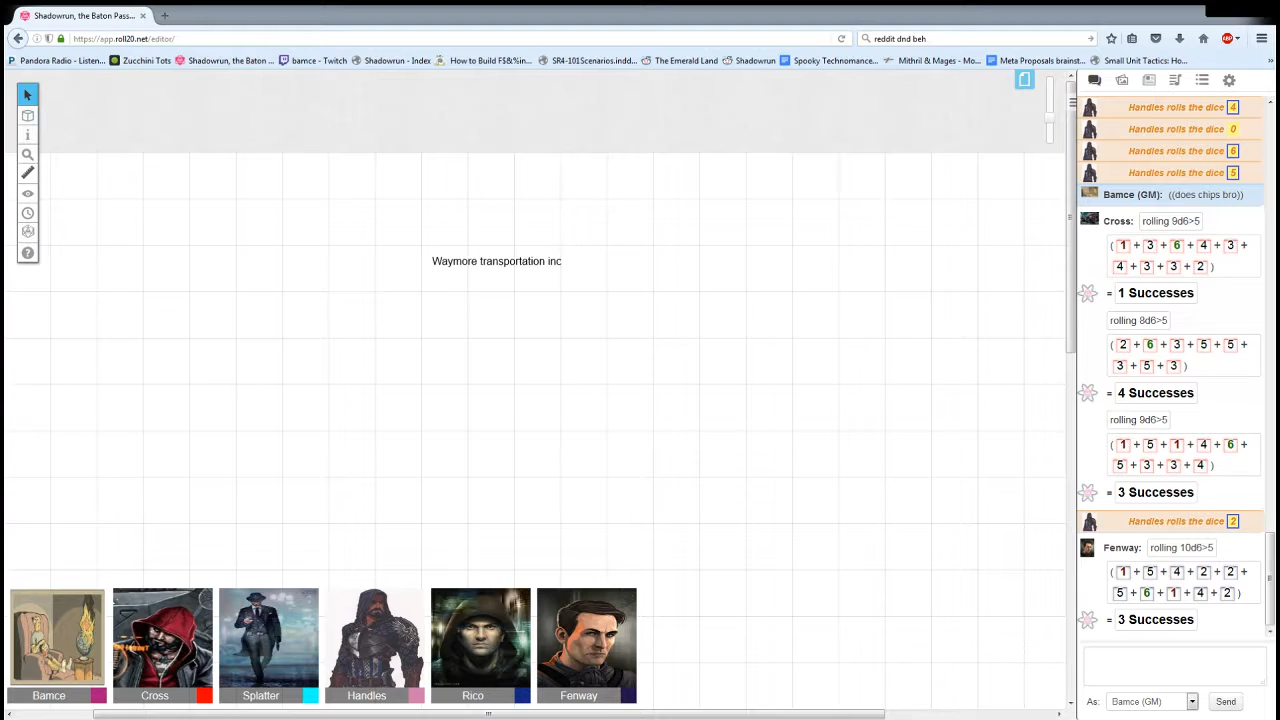 Shadowrun, the Baton Pass...
https://app.roll20.net/editor/
reddit dnd beh
ABP
Pandora Radio - Listen... Zucchini Tots Shadowrun, the Baton ... bamce - Twitch Shadowrun - Index How to Build F$&%in... SR4-101Scenarios.indd... The Emerald Land Shadowrun Spooky Technomance... Mithril & Mages - Mo... Meta Proposals brainst... Small Unit Tactics: Ho...
Waymore transportation inc
Handles rolls the dice 4
Handles rolls the dice 0
Handles rolls the dice 6
Handles rolls the dice 5
Bamce (GM): ((does chips bro))
Cross: rolling 9d6>5
( 1 + 3 + 6 + 4 + 3 +
4 + 3 + 3 + 2 )
= 1 Successes
rolling 8d6>5
( 2 + 6 + 3 + 5 + 5 +
3 + 5 + 3 )
= 4 Successes
rolling 9d6>5
( 1 + 5 + 1 + 4 + 6 +
5 + 3 + 3 + 4 )
= 3 Successes
Handles rolls the dice 2
Fenway: rolling 10d6>5
( 1 + 5 + 4 + 2 + 2 +
5 + 6 + 1 + 4 + 2 )
= 3 Successes
Bamce Cross Splatter Handles Rico Fenway
As: Bamce (GM) Send